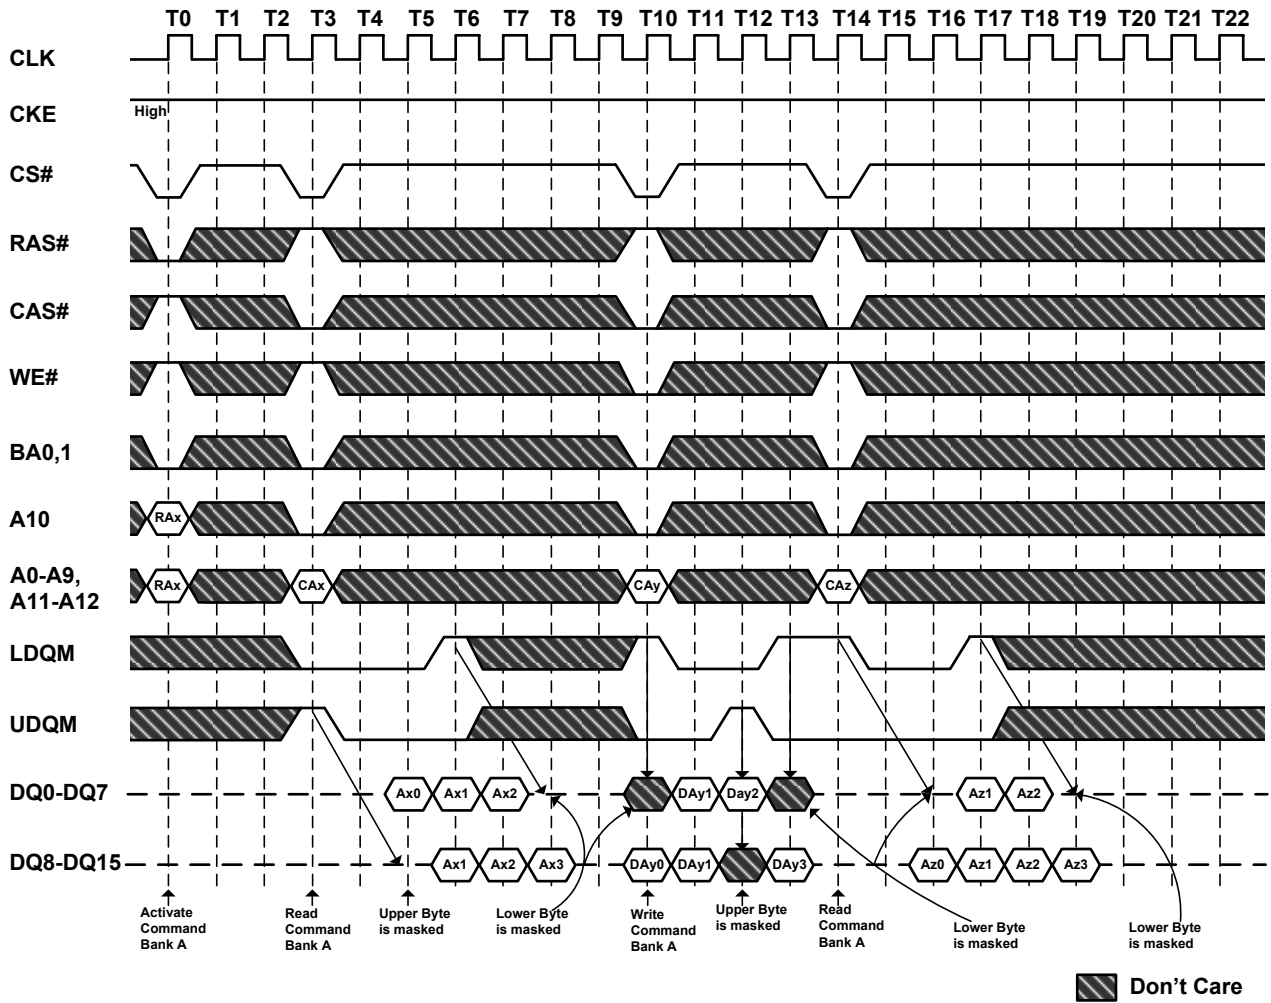 T0 T1 T2 T3 T4 T5 T6 T7 T8 T9 T10 T11 T12 T13 T14 T15 T16 T17 T18 T19 T20 T21 T22
CLK
CKE
High
CS#
RAS#
CAS#
WE#
BA0,1
A10
RAx
A0-A9,
A11-A12
RAx CAx CAy CAz
LDQM
UDQM
DQ0-DQ7
Ax0 Ax1 Ax2 DAy1 Day2 Az1 Az2
DQ8-DQ15
Ax1 Ax2 Ax3 DAy0 DAy1 DAy3 Az0 Az1 Az2 Az3
Activate
Command
Bank A
Read
Command
Bank A
Upper Byte
is masked
Lower Byte
is masked
Write
Command
Bank A
Upper Byte
is masked
Read
Command
Bank A
Lower Byte
is masked
Lower Byte
is masked
Don't Care